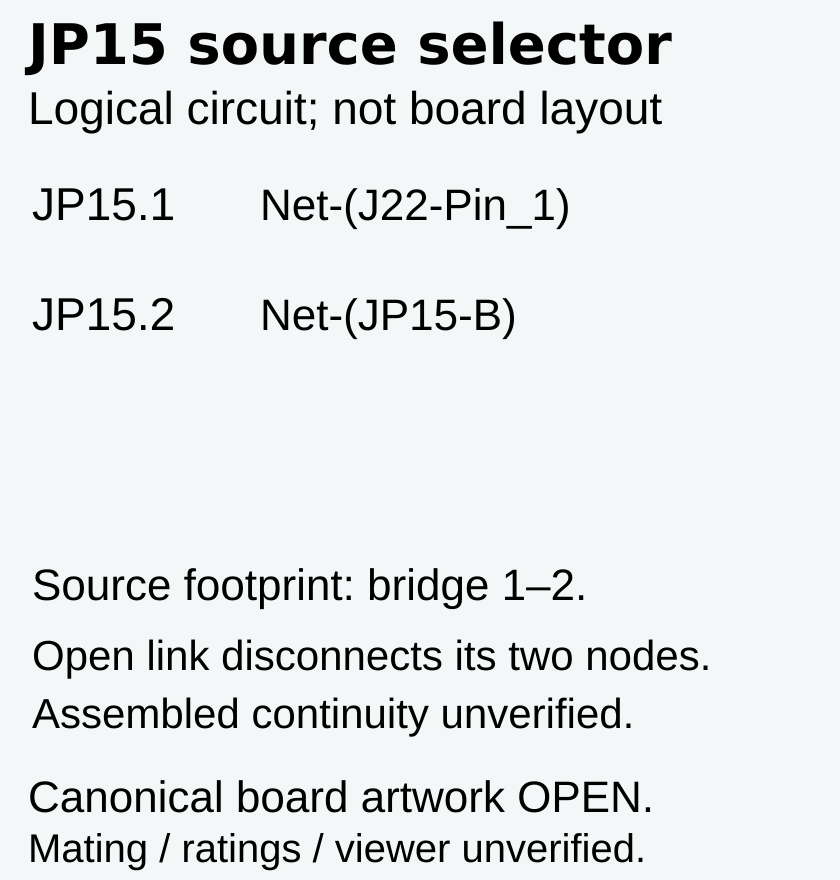 JP15 source selector
Logical circuit; not board layout
JP15.1 Net-(J22-Pin_1)
JP15.2 Net-(JP15-B)
Source footprint: bridge 1–2.
Open link disconnects its two nodes.
Assembled continuity unverified.
Canonical board artwork OPEN.
Mating / ratings / viewer unverified.